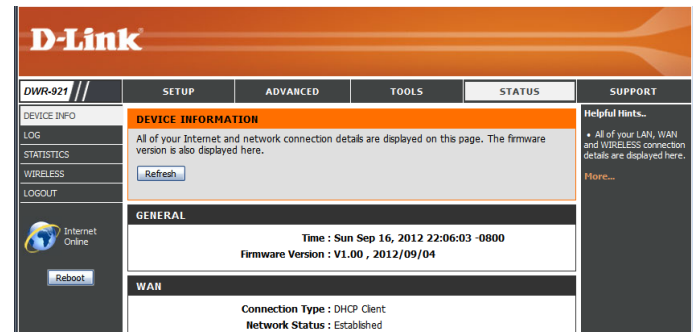 D-Link
DWR-921
SETUP
ADVANCED
TOOLS
STATUS
SUPPORT
DEVICE INFO
LOG
STATISTICS
WIRELESS
LOGOUT
Internet
Online
Reboot
DEVICE INFORMATION
All of your Internet and network connection details are displayed on this page. The firmware
version is also displayed here.
Refresh
GENERAL
Time : Sun Sep 16, 2012 22:06:03 -0800
Firmware Version : V1.00 , 2012/09/04
WAN
Connection Type : DHCP Client
Network Status : Established
Helpful Hints..
• All of your LAN, WAN
and WIRELESS connection
details are displayed here.
More...